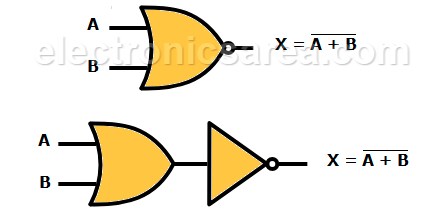 A
X = A̅ ̅+̅ ̅B̅
electronicsarea.com
B
A
X = A̅ ̅+̅ ̅B̅
B